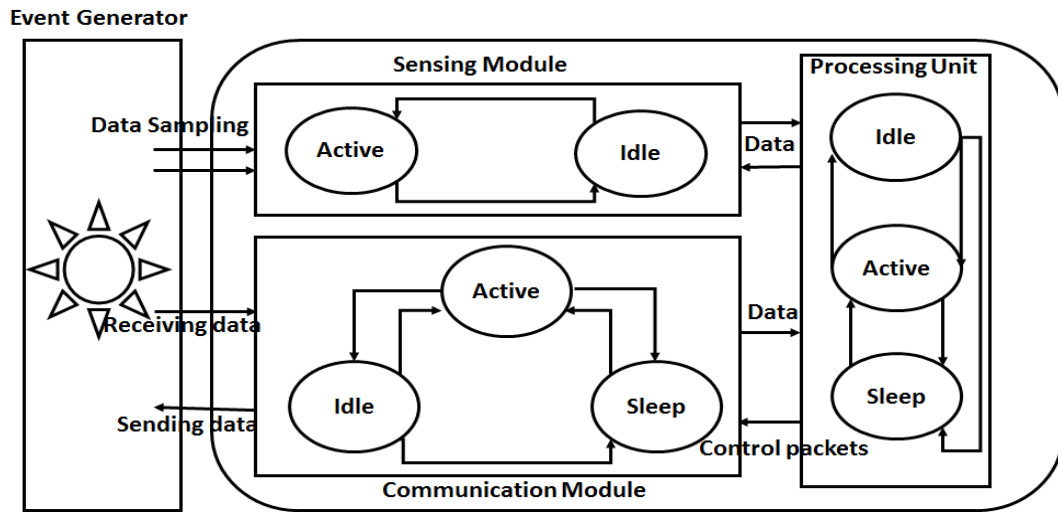 Event Generator
Sensing Module
Processing Unit
Data Sampling
Active
Idle
Data
Idle
Active
Sleep
Receiving data
Sending data
Active
Idle
Sleep
Data
Control packets
Communication Module